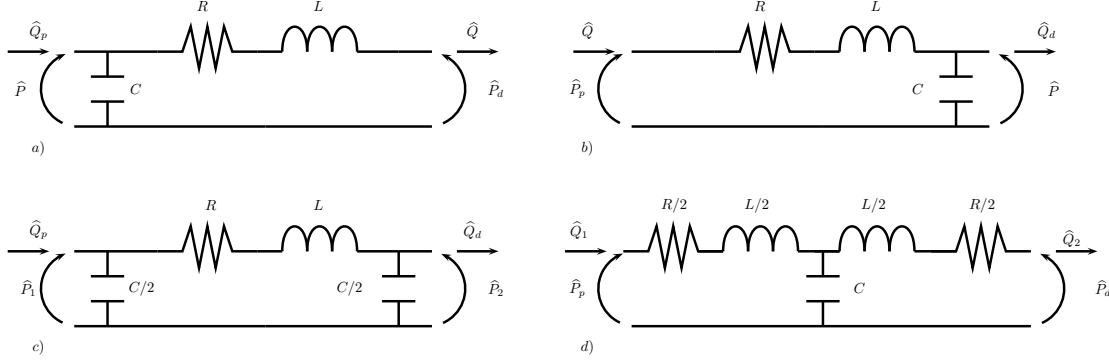 R L R L
Q̂_p Q̂ Q̂ Q̂_d
P̂ C P̂_d P̂_p C P̂
a) b)
R L R/2 L/2 L/2 R/2
Q̂_p Q̂_d Q̂_1 Q̂_2
P̂_1 C/2 C/2 P̂_2 P̂_p C P̂_d
c) d)